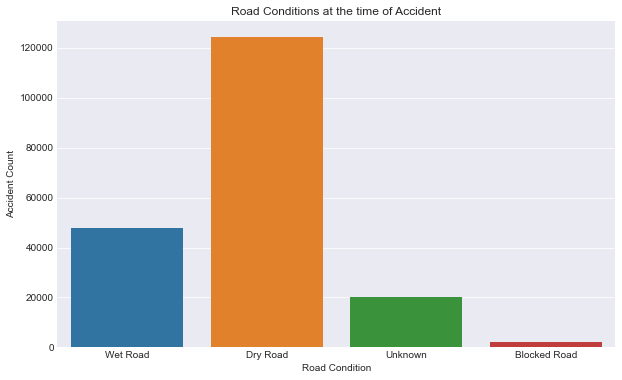 Road Conditions at the time of Accident
120000
100000
80000
60000
40000
20000
0
Accident Count
Wet Road Dry Road Unknown Blocked Road
Road Condition